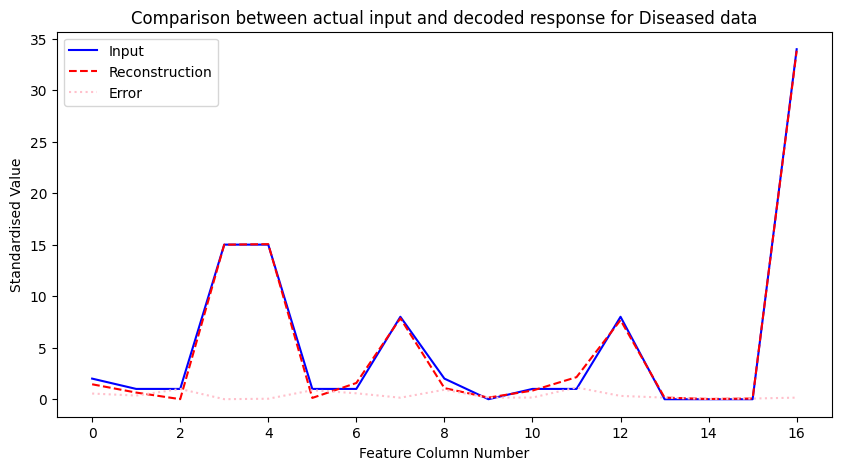 Comparison between actual input and decoded response for Diseased data
Input
Reconstruction
Error
Standardised Value
35
30
25
20
15
10
5
0
0 2 4 6 8 10 12 14 16
Feature Column Number